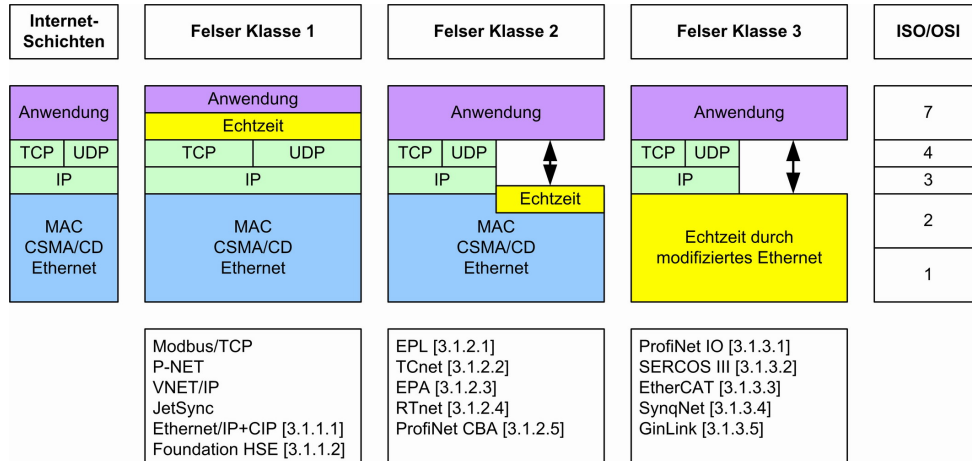 Internet-
Schichten
Felser Klasse 1
Felser Klasse 2
Felser Klasse 3
ISO/OSI
Anwendung
TCP
UDP
IP
MAC
CSMA/CD
Ethernet
Anwendung
Echtzeit
TCP
UDP
IP
MAC
CSMA/CD
Ethernet
Anwendung
TCP
UDP
IP
Echtzeit
MAC
CSMA/CD
Ethernet
Anwendung
TCP
UDP
IP
Echtzeit durch
modifiziertes Ethernet
7
4
3
2
1
Modbus/TCP
P-NET
VNET/IP
JetSync
Ethernet/IP+CIP [3.1.1.1]
Foundation HSE [3.1.1.2]
EPL [3.1.2.1]
TCnet [3.1.2.2]
EPA [3.1.2.3]
RTnet [3.1.2.4]
ProfiNet CBA [3.1.2.5]
ProfiNet IO [3.1.3.1]
SERCOS III [3.1.3.2]
EtherCAT [3.1.3.3]
SynqNet [3.1.3.4]
GinLink [3.1.3.5]